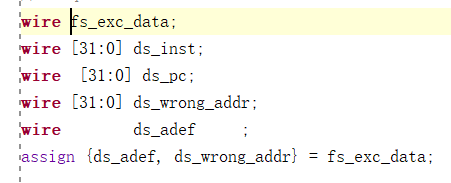 wire fs_exc_data;
wire [31:0] ds_inst;
wire  [31:0] ds_pc;
wire [31:0] ds_wrong_addr;
wire        ds_adef     ;
assign {ds_adef, ds_wrong_addr} = fs_exc_data;